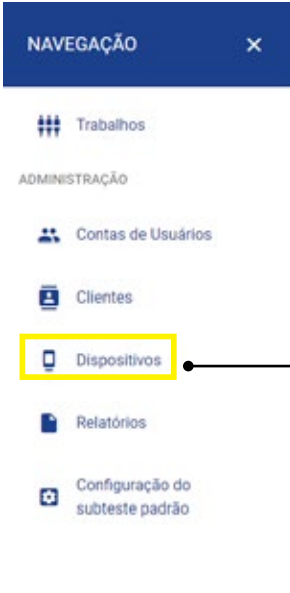 NAVEGAÇÃO
Trabalhos
ADMINISTRAÇÃO
Contas de Usuários
Clientes
Dispositivos
Relatórios
Configuração do
subteste padrão